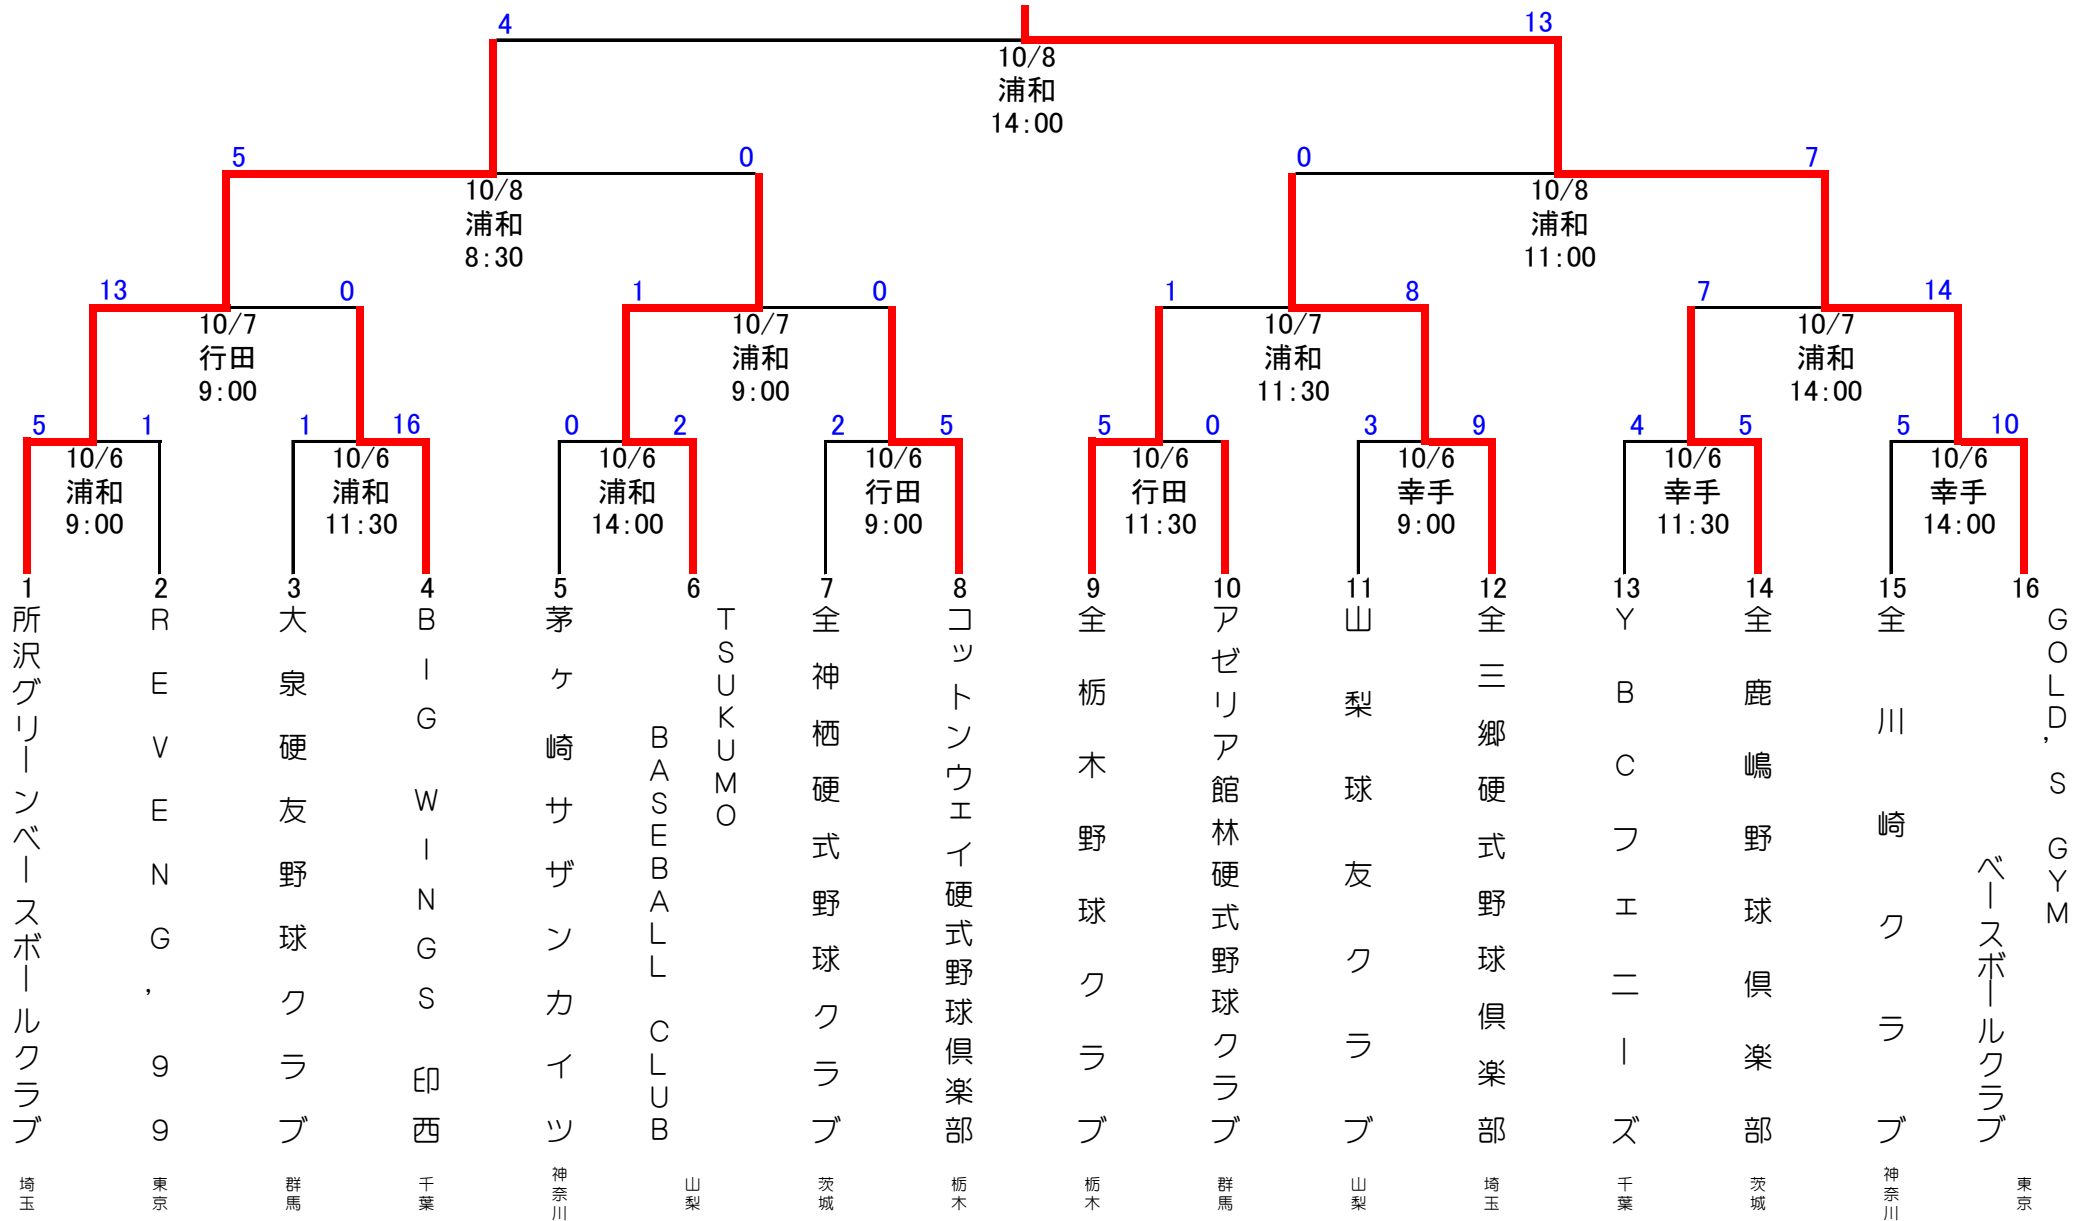 4 13
10/8
浦和
14:00
5 0 0 7
10/8 10/8
浦和 浦和
8:30 11:00
13 0 1 0 1 8 7 14
10/7 10/7 10/7 10/7
行田 浦和 浦和 浦和
9:00 9:00 11:30 14:00
5 1 1 16 0 2 2 5 5 0 3 9 4 5 5 10
10/6 10/6 10/6 10/6 10/6 10/6 10/6 10/6
浦和 浦和 浦和 行田 行田 幸手 幸手 幸手
9:00 11:30 14:00 9:00 11:30 9:00 11:30 14:00
1 2 3 4 5 6 7 8 9 10 11 12 13 14 15 16
所沢グリーンベースボールクラブ
REVENG,99
大泉硬友野球クラブ
BIG WINGS 印西
茅ヶ崎サザンカイツ
TSUKUMO
BASEBALL CLUB
全神栖硬式野球クラブ
コットンウェイ硬式野球倶楽部
全栃木野球クラブ
アゼリア館林硬式野球クラブ
山梨球友クラブ
全三郷硬式野球倶楽部
YBCフェニーズ
全鹿嶋野球倶楽部
全川崎クラブ
GOLD,S GYM
ベースボールクラブ
埼玉 東京 群馬 千葉 神奈川 山梨 茨城 栃木 栃木 群馬 山梨 埼玉 千葉 茨城 神奈川 東京